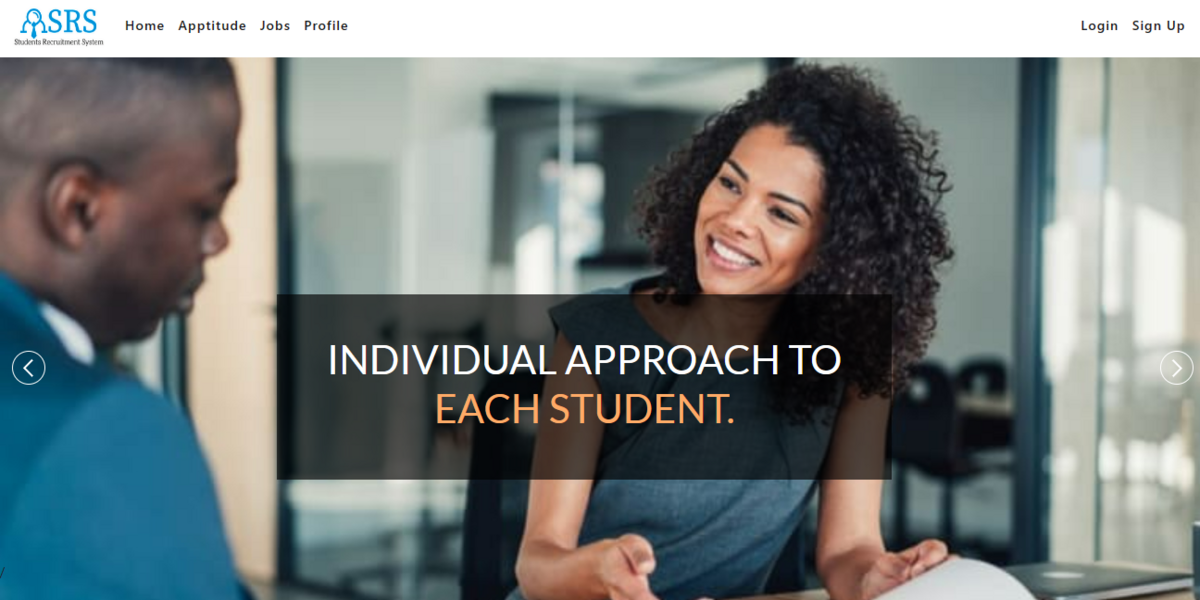 SRS
Students Recruitment System
Home Apptitude Jobs Profile
Login Sign Up
INDIVIDUAL APPROACH TO
EACH STUDENT.
/